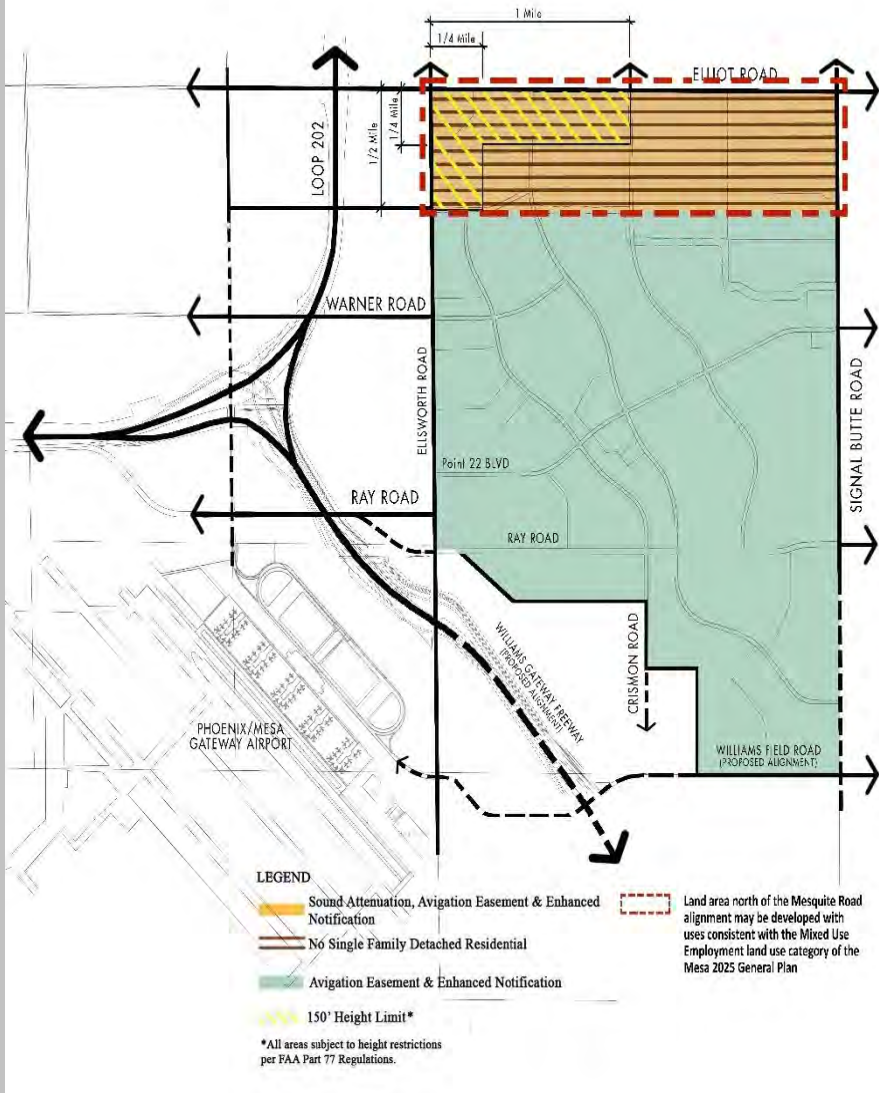 1 Mile
1/4 Mile
ELLIOT ROAD
1/4 Mile
1/2 Mile
LOOP 202
WARNER ROAD
ELLSWORTH ROAD
SIGNAL BUTTE ROAD
Point 22 BLVD
RAY ROAD
RAY ROAD
WILLIAMS GATEWAY FREEWAY
(PROPOSED ALIGNMENT)
CRISMON ROAD
PHOENIX/MESA
GATEWAY AIRPORT
WILLIAMS FIELD ROAD
(PROPOSED ALIGNMENT)
LEGEND
Sound Attenuation, Avigation Easement & Enhanced
Notification
No Single Family Detached Residential
Avigation Easement & Enhanced Notification
150' Height Limit*
*All areas subject to height restrictions
per FAA Part 77 Regulations.
Land area north of the Mesquite Road
alignment may be developed with
uses consistent with the Mixed Use
Employment land use category of the
Mesa 2025 General Plan